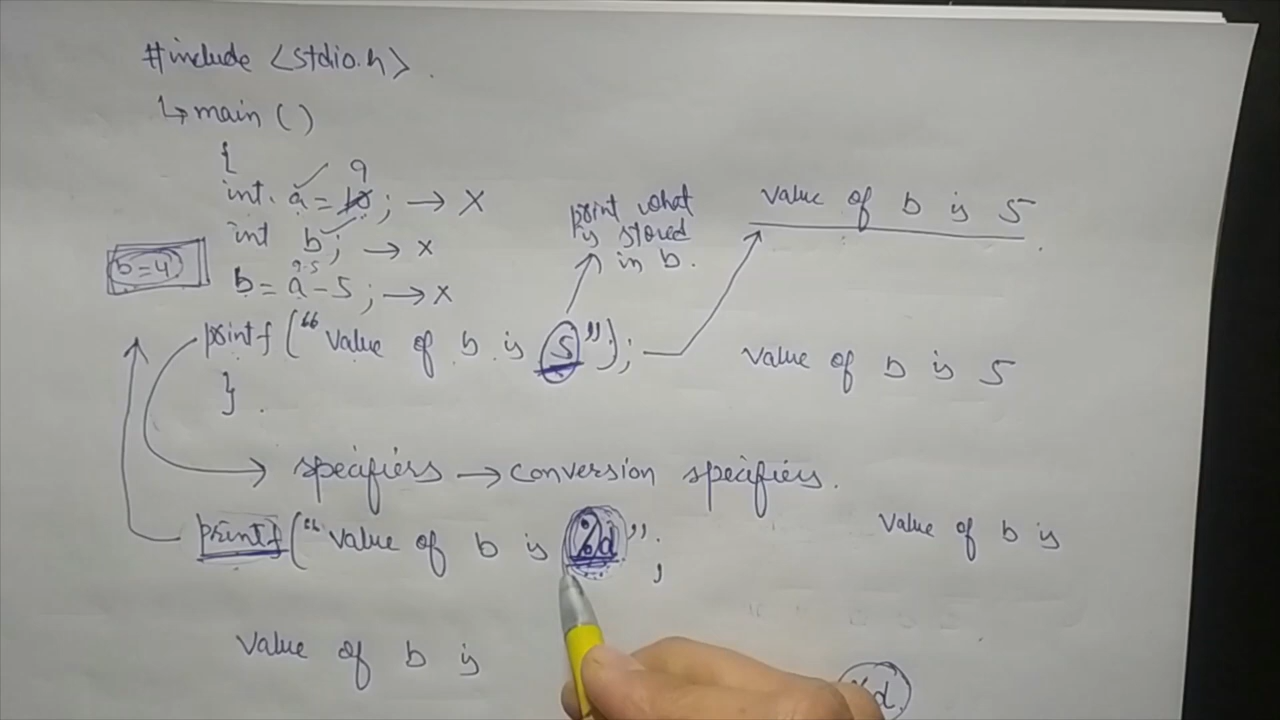 #include <stdio.h>.
↳main ()
{
9
int. a = 10; → X
int b; → x
b=4
9-5
b = a - 5; → x
printf (“ Value of b is 5 ”);
}.
print what
is stored
in b.
value of b is 5
value of b is 5
specifiers → conversion specifiers.
printf (“ Value of b is %d ”;
Value of b is
Value of b is
%d